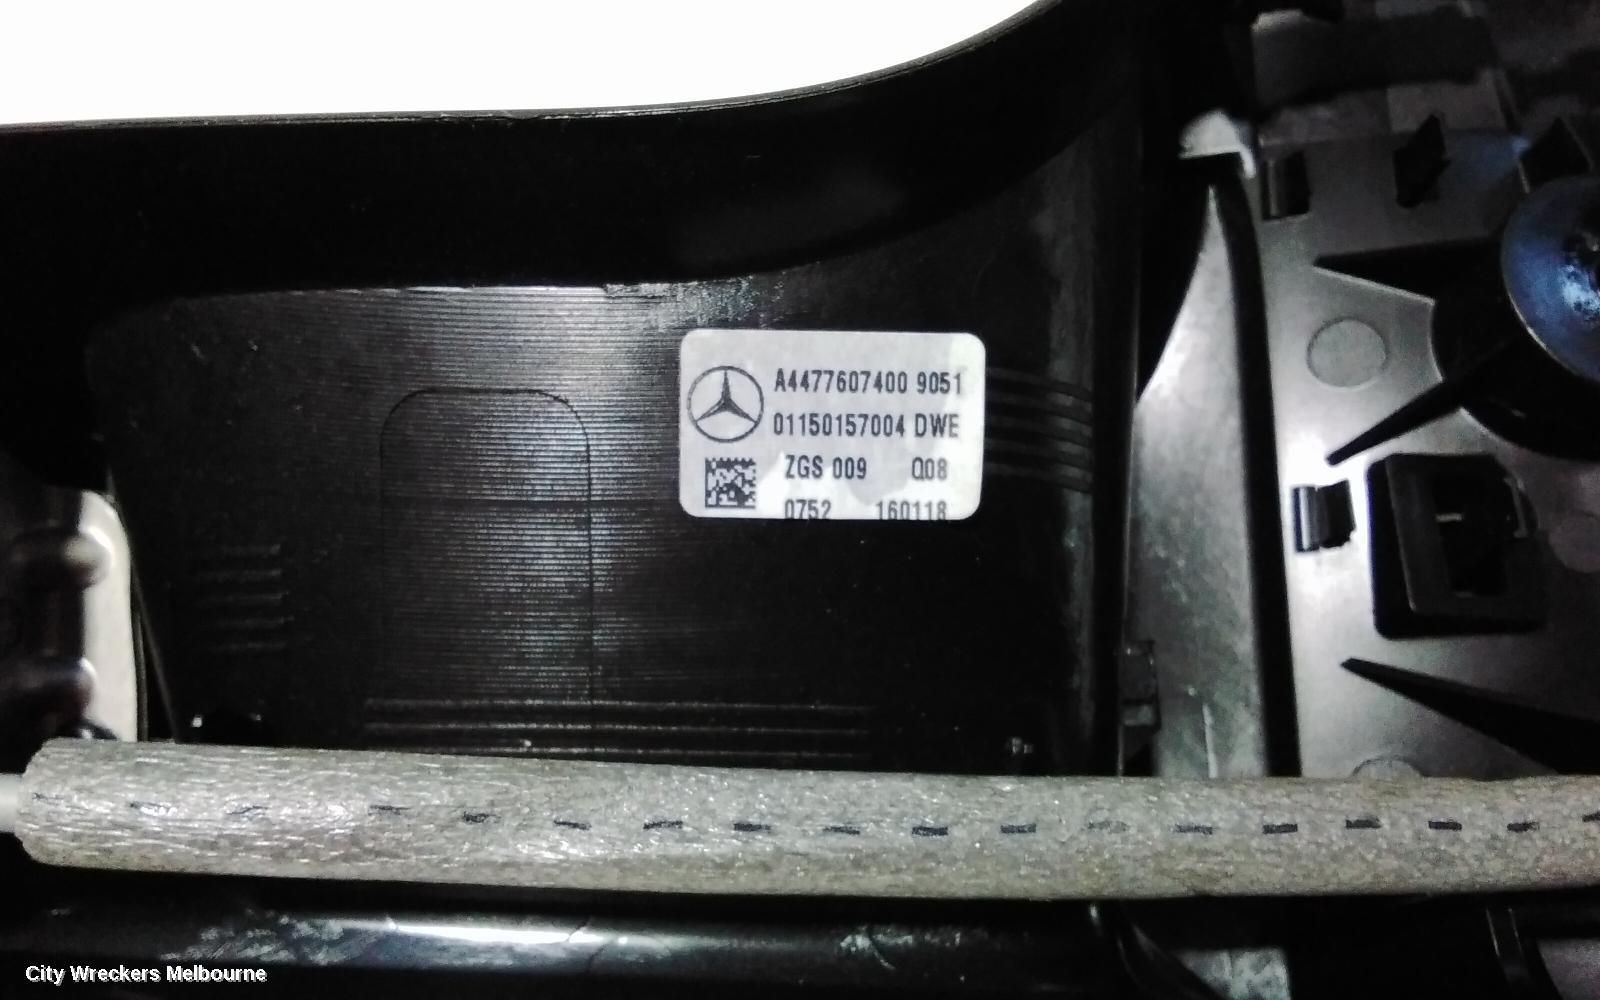 A4477607400 9051
01150157004 DWE
ZGS 009 Q08
0752 160118
City Wreckers Melbourne